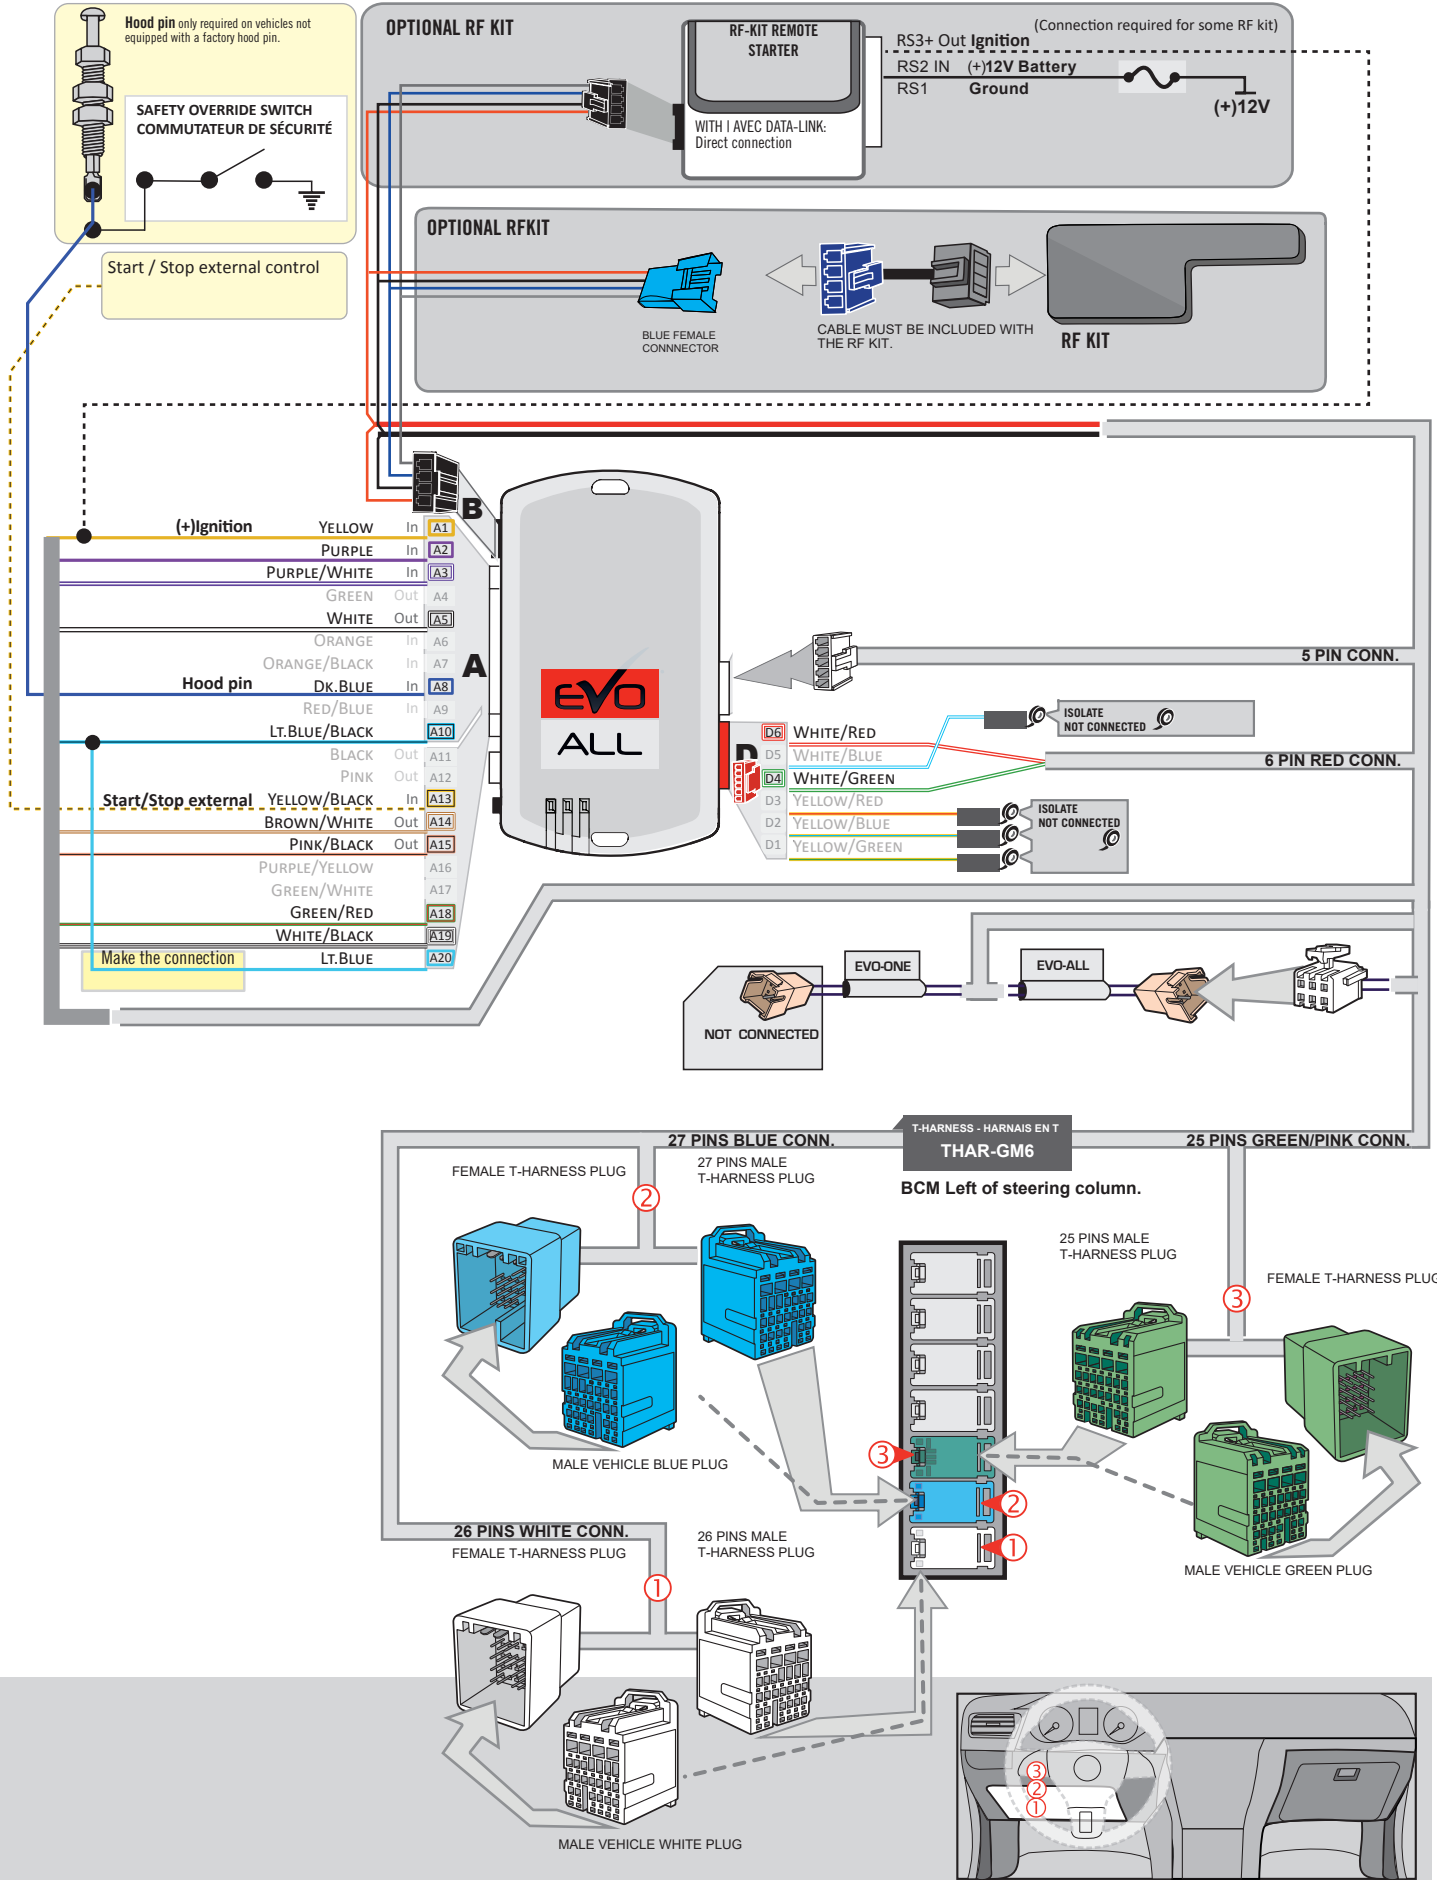 Hood pin only required on vehicles not
equipped with a factory hood pin.
SAFETY OVERRIDE SWITCH
COMMUTATEUR DE SÉCURITÉ
Start / Stop external control
OPTIONAL RF KIT
RF-KIT REMOTE
STARTER
WITH | AVEC DATA-LINK:
Direct connection
(Connection required for some RF kit)
RS3+ Out Ignition
RS2 IN (+)12V Battery
RS1 Ground
(+)12V
OPTIONAL RFKIT
BLUE FEMALE
CONNNECTOR
CABLE MUST BE INCLUDED WITH
THE RF KIT.
RF KIT
B
A
D
(+)Ignition YELLOW In A1
PURPLE In A2
PURPLE/WHITE In A3
GREEN Out A4
WHITE Out A5
ORANGE In A6
ORANGE/BLACK In A7
Hood pin DK.BLUE In A8
RED/BLUE In A9
LT.BLUE/BLACK A10
BLACK Out A11
PINK Out A12
Start/Stop external YELLOW/BLACK In A13
BROWN/WHITE Out A14
PINK/BLACK Out A15
PURPLE/YELLOW A16
GREEN/WHITE A17
GREEN/RED A18
WHITE/BLACK A19
Make the connection LT.BLUE A20
EVO
ALL
5 PIN CONN.
D6 WHITE/RED
D5 WHITE/BLUE
D4 WHITE/GREEN
D3 YELLOW/RED
D2 YELLOW/BLUE
D1 YELLOW/GREEN
ISOLATE
NOT CONNECTED
6 PIN RED CONN.
ISOLATE
NOT CONNECTED
EVO-ONE
EVO-ALL
NOT CONNECTED
T-HARNESS - HARNAIS EN T
THAR-GM6
27 PINS BLUE CONN.
25 PINS GREEN/PINK CONN.
BCM Left of steering column.
FEMALE T-HARNESS PLUG
27 PINS MALE
T-HARNESS PLUG
2
25 PINS MALE
T-HARNESS PLUG
FEMALE T-HARNESS PLUG
3
MALE VEHICLE BLUE PLUG
3
2
1
26 PINS WHITE CONN.
FEMALE T-HARNESS PLUG
26 PINS MALE
T-HARNESS PLUG
1
MALE VEHICLE GREEN PLUG
MALE VEHICLE WHITE PLUG
3
2
1